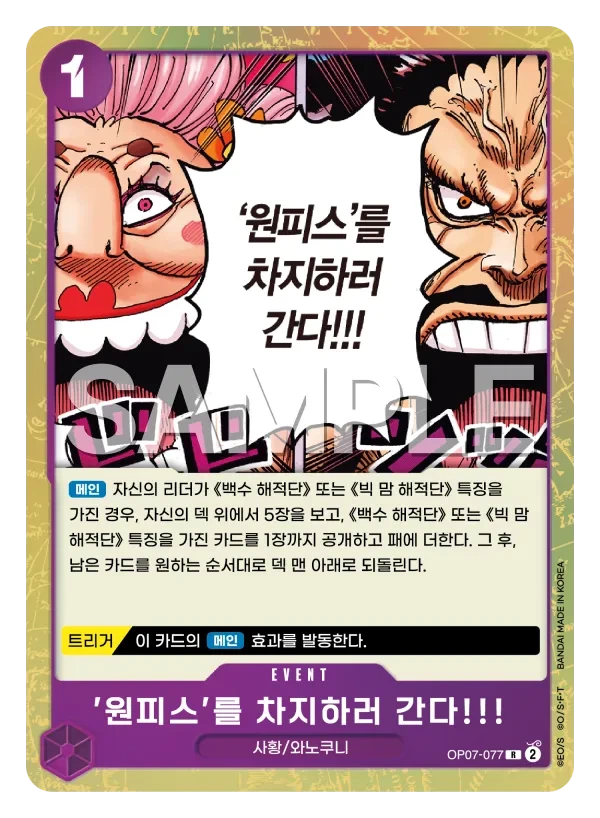 1
'원피스'를
차지하러
간다!!!
SAMPLE
메인 자신의 리더가 《백수 해적단》 또는 《빅 맘 해적단》 특징을
가진 경우, 자신의 덱 위에서 5장을 보고, 《백수 해적단》 또는 《빅 맘
해적단》 특징을 가진 카드를 1장까지 공개하고 패에 더한다. 그 후,
남은 카드를 원하는 순서대로 덱 맨 아래로 되돌린다.
트리거 이 카드의 메인 효과를 발동한다.
EVENT
'원피스'를 차지하러 간다!!!
사황/와노쿠니
OP07-077 R 2
©EO/S ©O/S·F·T BANDAI MADE IN KOREA